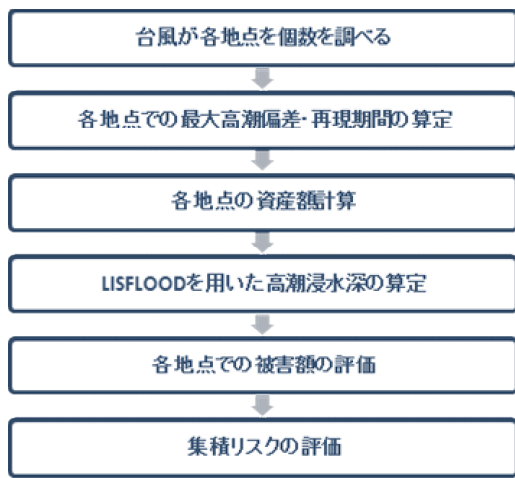 台風が各地点を個数を調べる
各地点での最大高潮偏差・再現期間の算定
各地点の資産額計算
LISFLOODを用いた高潮浸水深の算定
各地点での被害額の評価
集積リスクの評価